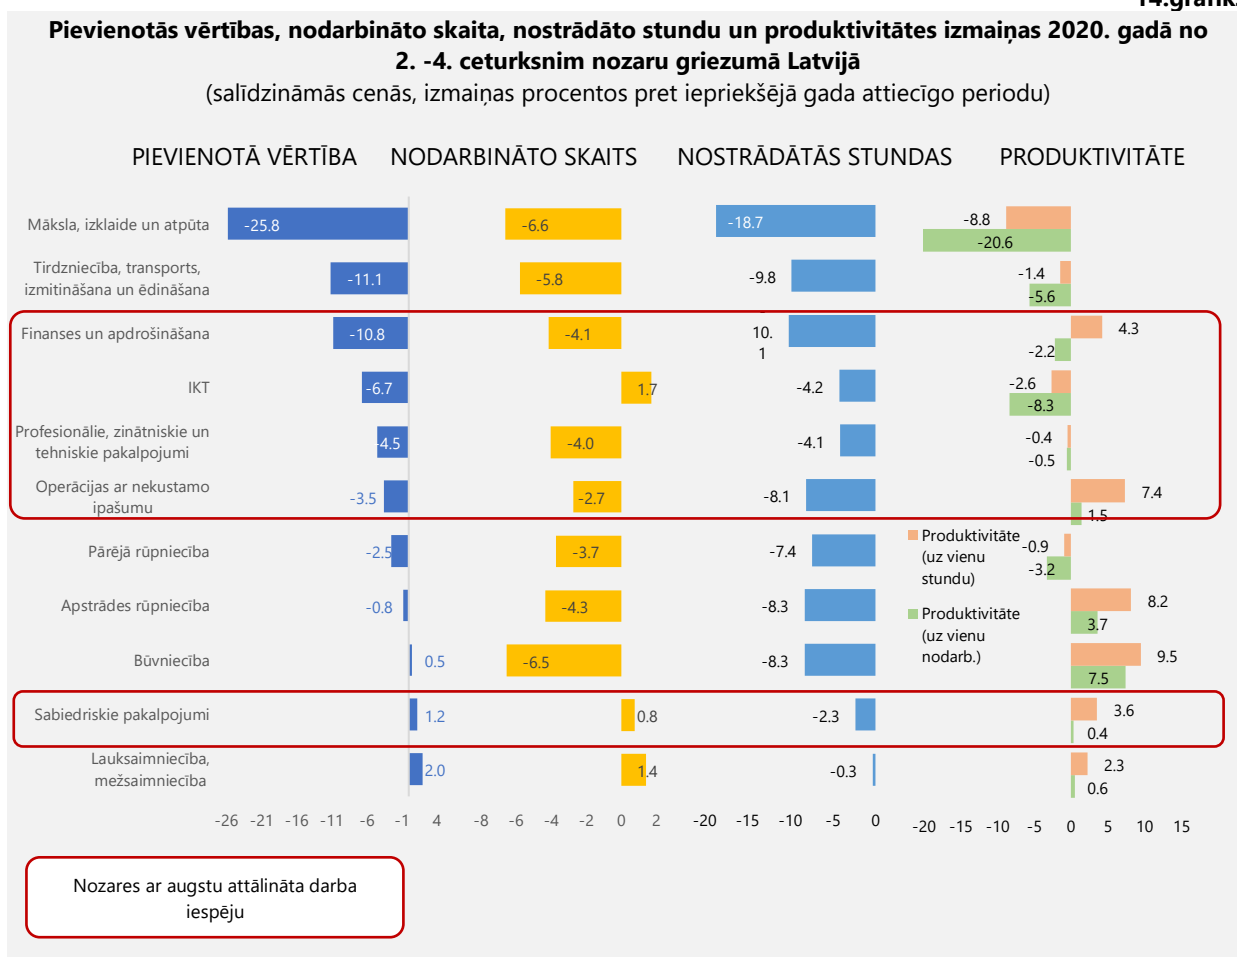 14.grafiks
Pievienotās vērtības, nodarbināto skaita, nostrādāto stundu un produktivitātes izmaiņas 2020. gadā no
2. -4. ceturksnim nozaru griezumā Latvijā
(salīdzināmās cenās, izmaiņas procentos pret iepriekšējā gada attiecīgo periodu)
PIEVIENOTĀ VĒRTĪBA NODARBINĀTO SKAITS NOSTRĀDĀTĀS STUNDAS PRODUKTIVITĀTE
Māksla, izklaide un atpūta -25.8 -6.6 -18.7 -8.8
-20.6
Tirdzniecība, transports,
izmitināšana un ēdināšana -11.1 -5.8 -9.8 -1.4
-5.6
Finanses un apdrošināšana -10.8 -4.1 -
10.
1
4.3
-2.2
IKT -6.7 1.7 -4.2 -2.6
-8.3
Profesionālie, zinātniskie un
tehniskie pakalpojumi -4.5 -4.0 -4.1 -0.4
-0.5
Operācijas ar nekustamo
ipašumu -3.5 -2.7 -8.1 7.4
1.5
Pārējā rūpniecība -2.5 -3.7 -7.4 -0.9
-3.2
Produktivitāte
(uz vienu
stundu)
Apstrādes rūpniecība -0.8 -4.3 -8.3 8.2
3.7
Produktivitāte
(uz vienu
nodarb.)
Būvniecība 0.5 -6.5 -8.3 9.5
7.5
Sabiedriskie pakalpojumi 1.2 0.8 -2.3 3.6
0.4
Lauksaimniecība,
mežsaimniecība 2.0 1.4 -0.3 2.3
0.6
-26 -21 -16 -11 -6 -1 4 -8 -6 -4 -2 0 2 -20 -15 -10 -5 0 -20 -15 -10 -5 0 5 10 15
Nozares ar augstu attālināta darba
iespēju